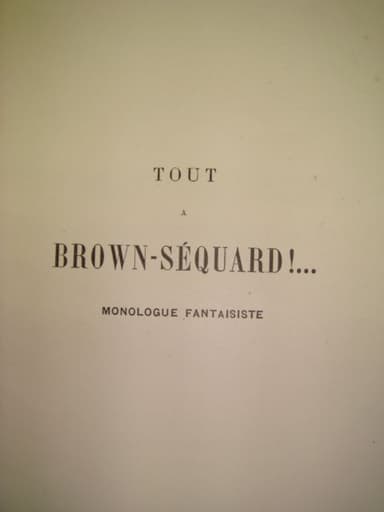 TOUT
A
BROWN-SÉQUARD!...
MONOLOGUE FANTAISISTE